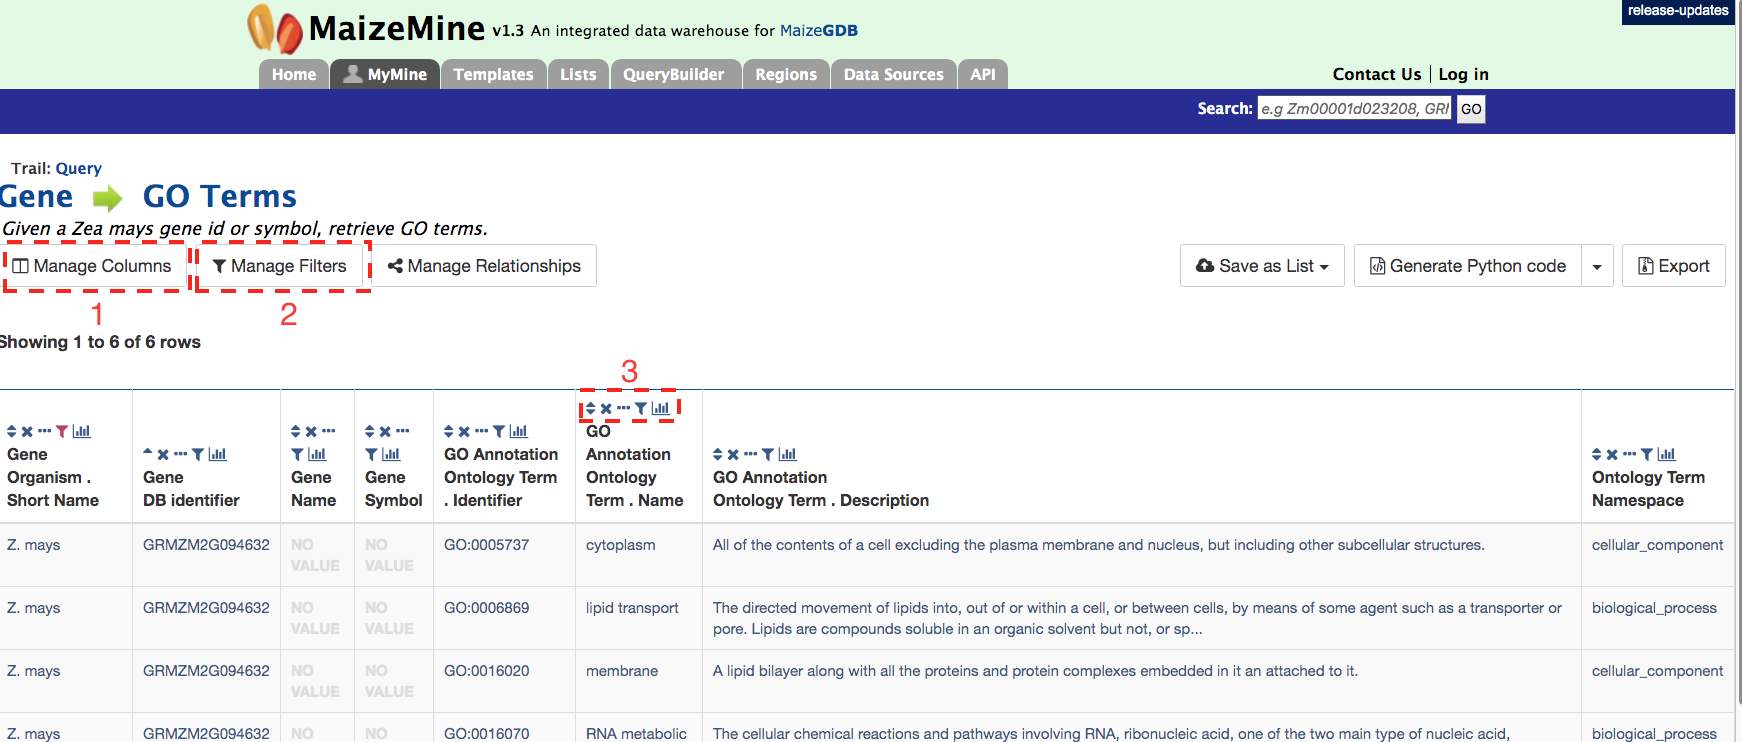 release-updates
MaizeMine v1.3 An integrated data warehouse for MaizeGDB
Home MyMine Templates Lists QueryBuilder Regions Data Sources API Contact Us | Log in
Search: e.g Zm00001d023208, GRI GO
Trail: Query
Gene GO Terms
Given a Zea mays gene id or symbol, retrieve GO terms.
Manage Columns Manage Filters Manage Relationships Save as List Generate Python code Export
1 2
Showing 1 to 6 of 6 rows
3
Gene
Organism .
Short Name
Gene
DB identifier
Gene
Name
Gene
Symbol
GO Annotation
Ontology Term
. Identifier
GO
Annotation
Ontology
Term . Name
GO Annotation
Ontology Term . Description
Ontology Term
Namespace
Z. mays GRMZM2G094632 NO VALUE NO VALUE GO:0005737 cytoplasm All of the contents of a cell excluding the plasma membrane and nucleus, but including other subcellular structures. cellular_component
Z. mays GRMZM2G094632 NO VALUE NO VALUE GO:0006869 lipid transport The directed movement of lipids into, out of or within a cell, or between cells, by means of some agent such as a transporter or
pore. Lipids are compounds soluble in an organic solvent but not, or sp... biological_process
Z. mays GRMZM2G094632 NO VALUE NO VALUE GO:0016020 membrane A lipid bilayer along with all the proteins and protein complexes embedded in it an attached to it. cellular_component
Z. mays GRMZM2G094632 NO NO GO:0016070 RNA metabolic The cellular chemical reactions and pathways involving RNA, ribonucleic acid, one of the two main type of nucleic acid, biological_process